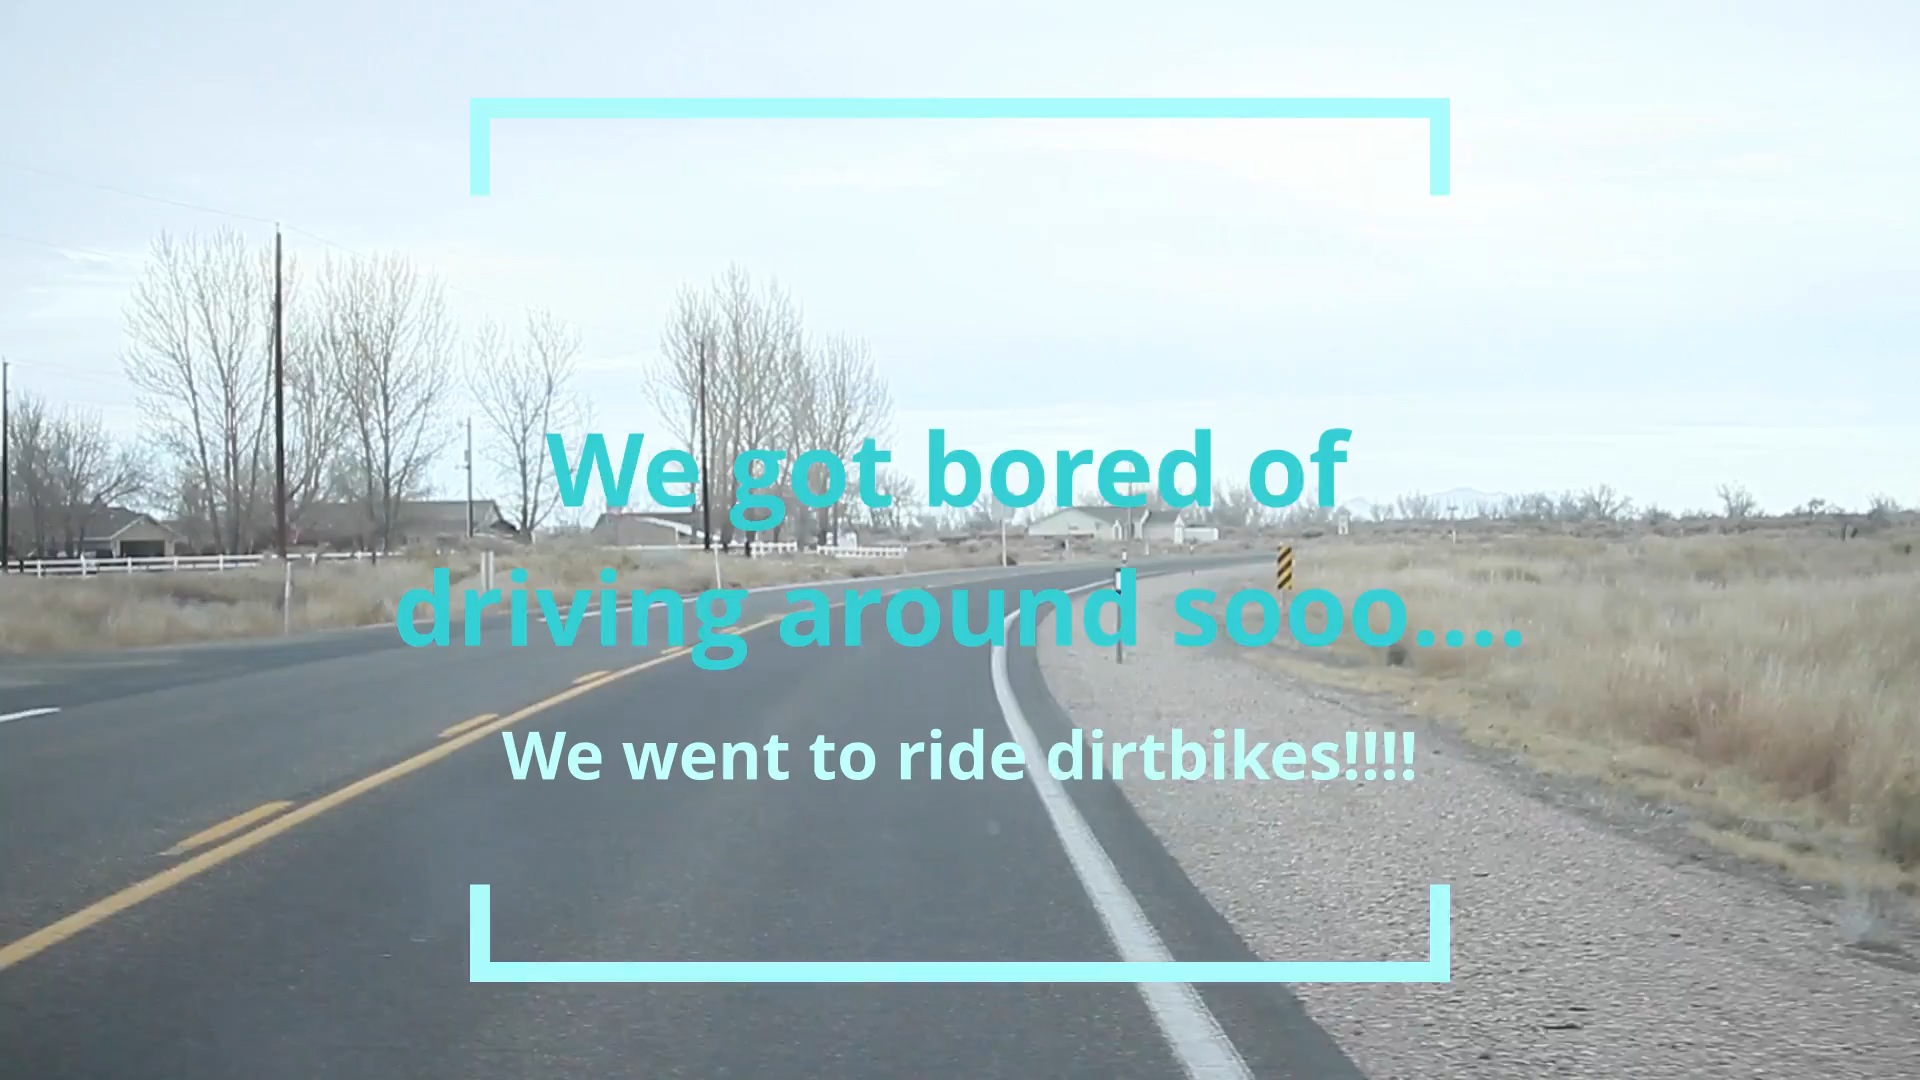 We got bored of
driving around sooo....
We went to ride dirtbikes!!!!